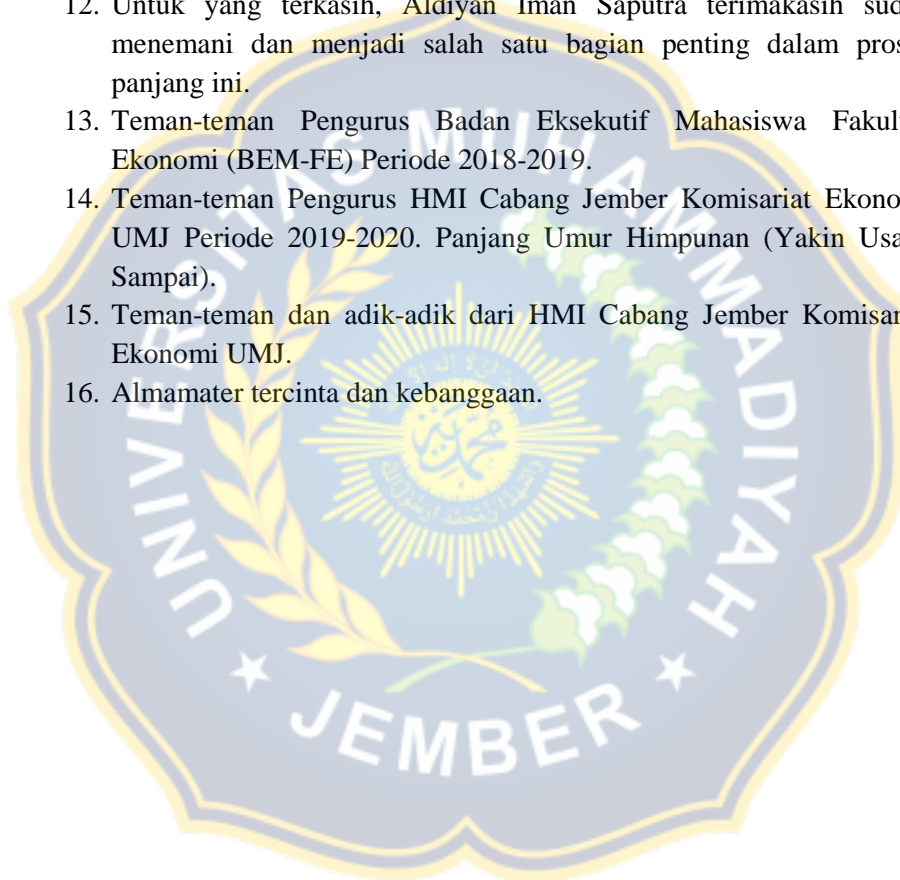 12. Untuk yang terkasih, Aldiyan Iman Saputra terimakasih sud
menemani dan menjadi salah satu bagian penting dalam pros
panjang ini.
13. Teman-teman Pengurus Badan Eksekutif Mahasiswa Fakul
Ekonomi (BEM-FE) Periode 2018-2019.
14. Teman-teman Pengurus HMI Cabang Jember Komisariat Ekono
UMJ Periode 2019-2020. Panjang Umur Himpunan (Yakin Usa
Sampai).
15. Teman-teman dan adik-adik dari HMI Cabang Jember Komisar
Ekonomi UMJ.
16. Almamater tercinta dan kebanggaan.
UNIVERSITAS MUHAMMADIYAH
JEMBER
محمد